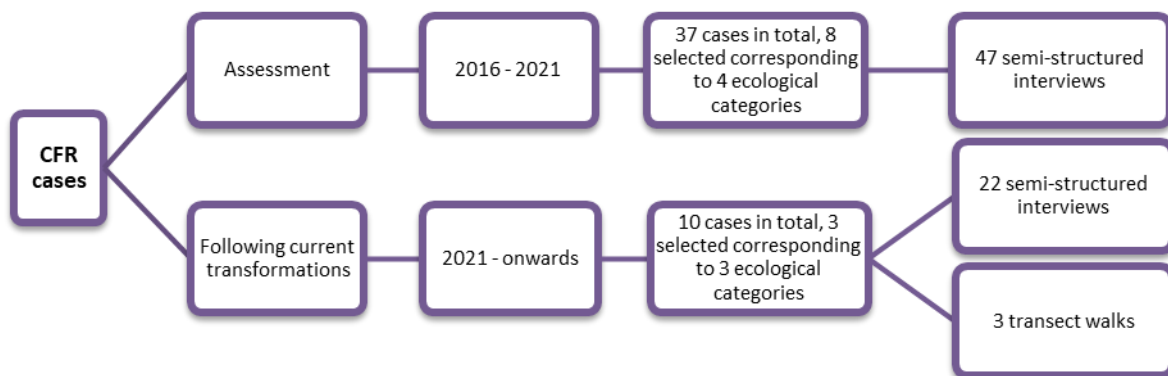 CFR
cases
Assessment
2016 - 2021
37 cases in total, 8
selected corresponding
to 4 ecological
categories
47 semi-structured
interviews
Following current
transformations
2021 - onwards
10 cases in total, 3
selected corresponding
to 3 ecological
categories
22 semi-structured
interviews
3 transect walks